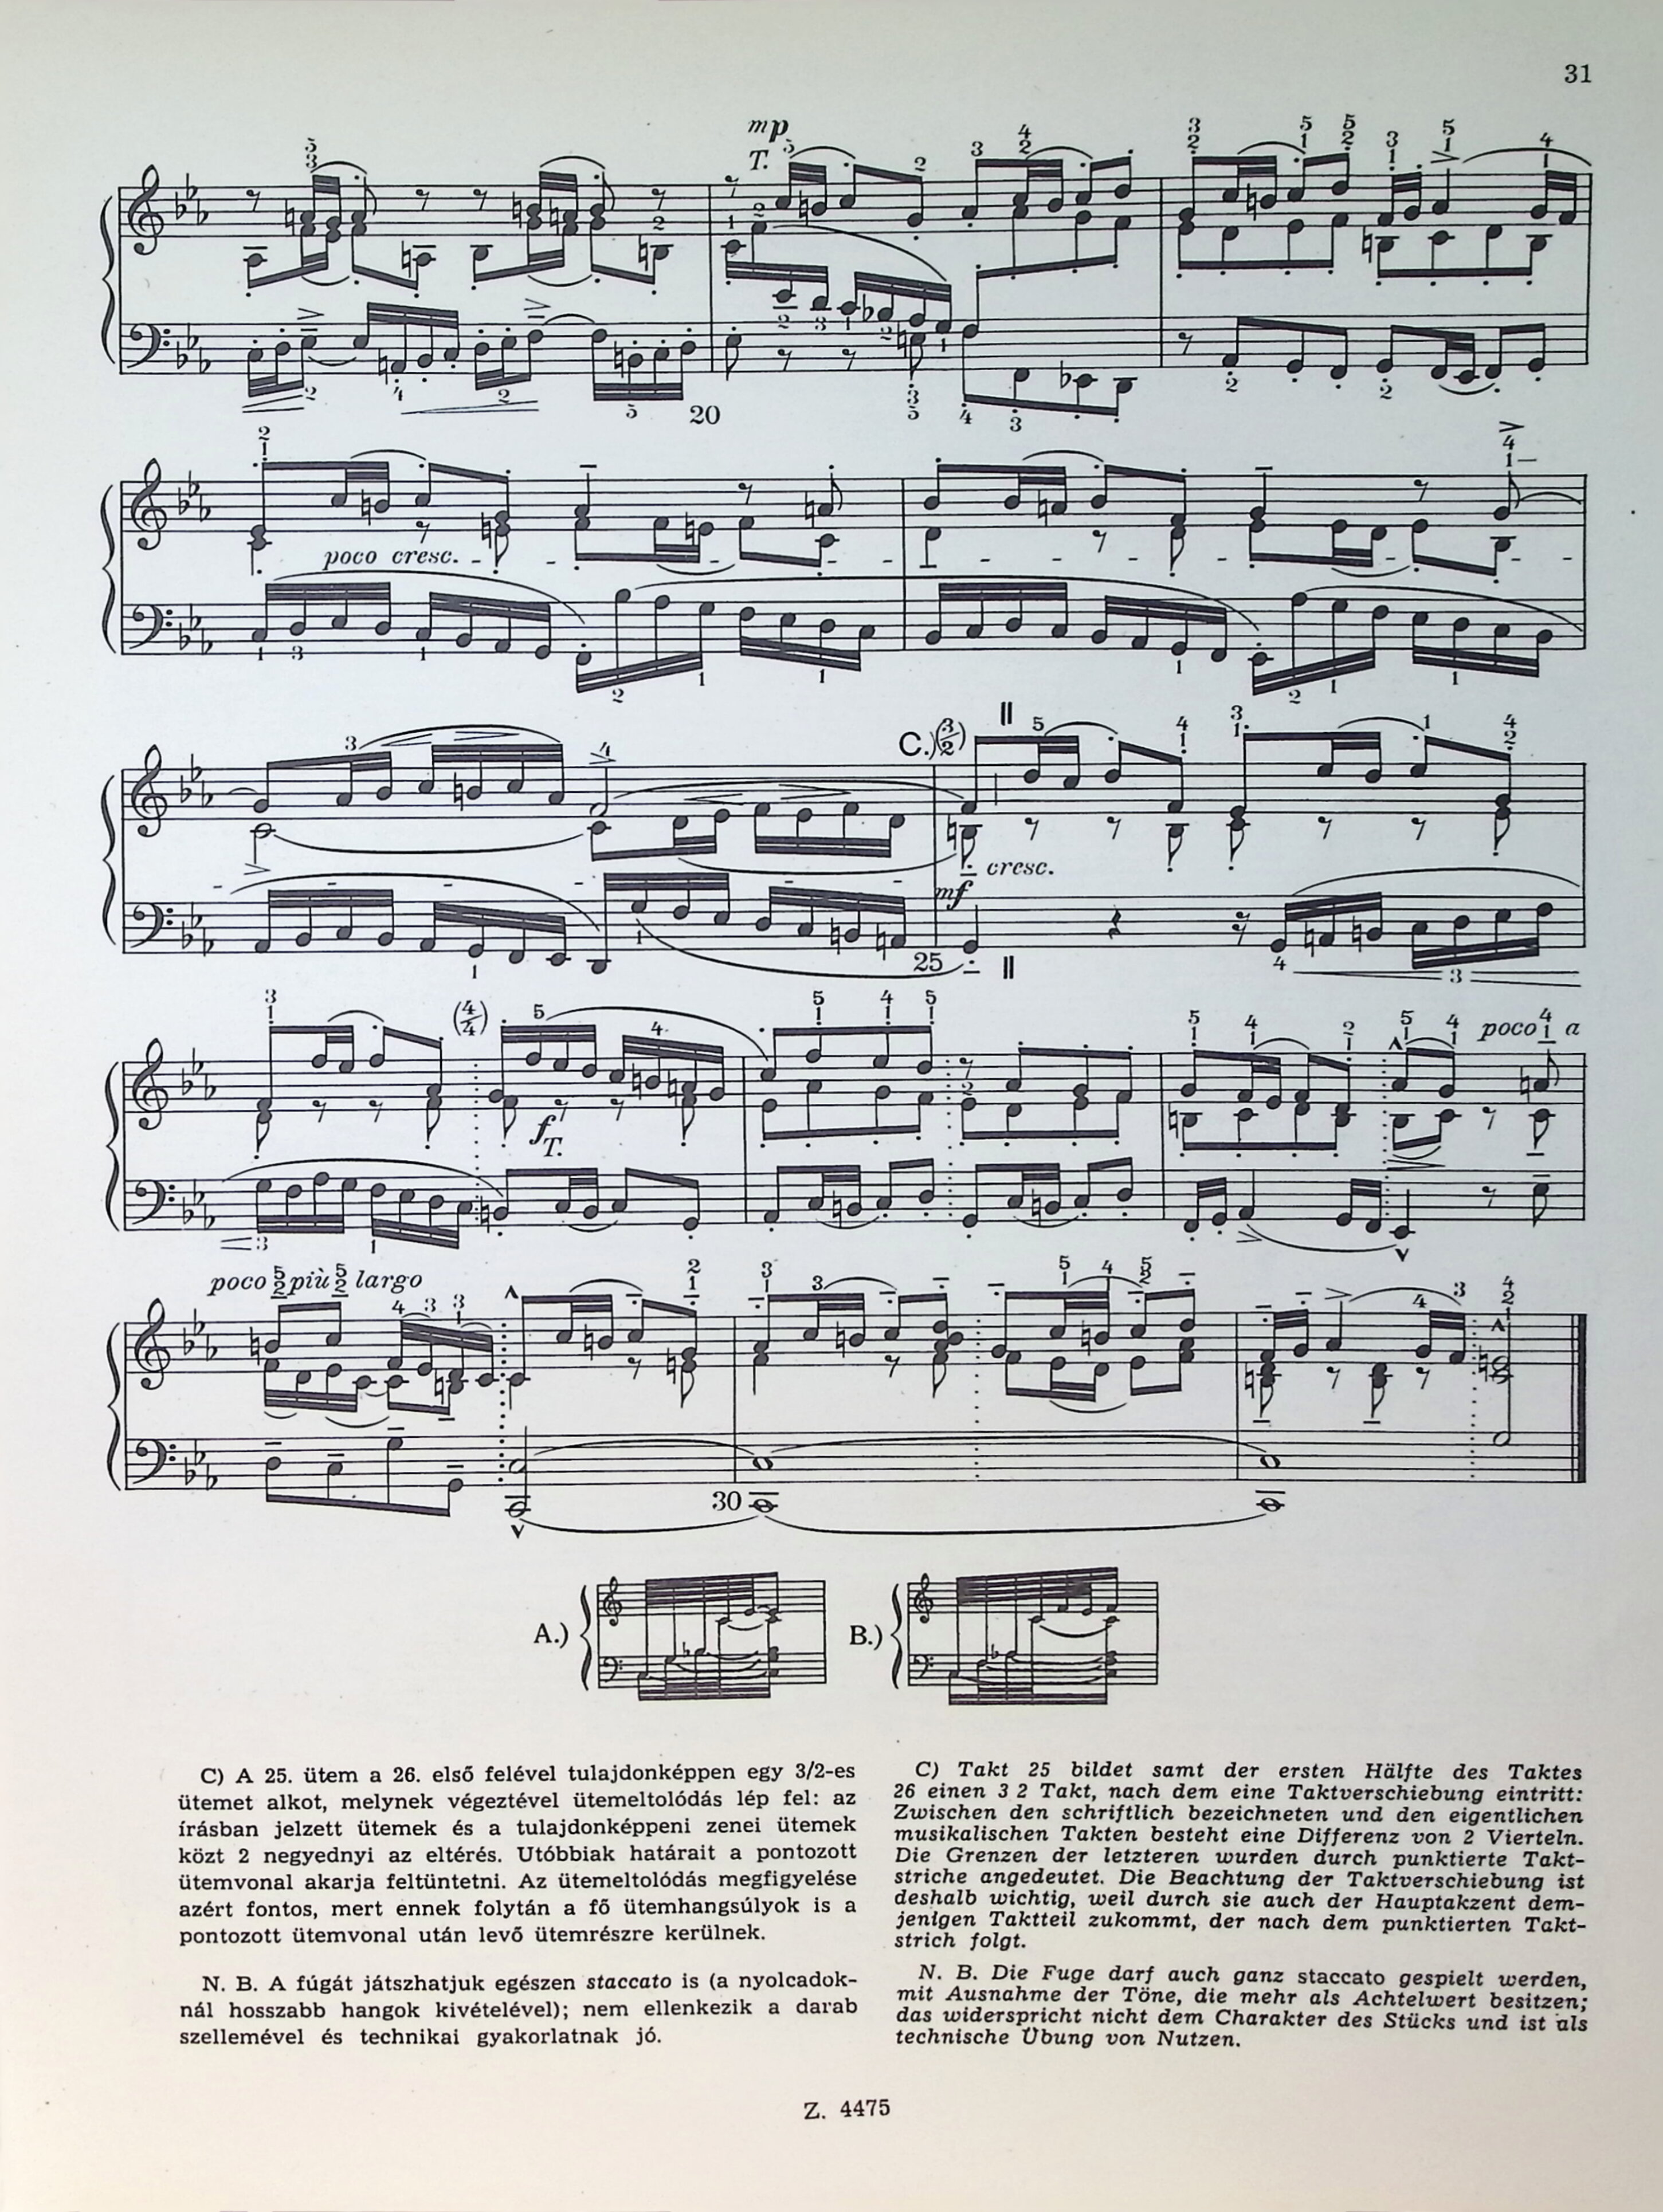 31
mp
T.
20
poco cresc.
C.) (3/2)
cresc.
mf
25
(4/4)
poco a
f
T.
poco più largo
30
A.)
B.)
C) A 25. ütem a 26. első felével tulajdonképpen egy 3/2-es
ütemet alkot, melynek végeztével ütemeltolódás lép fel: az
írásban jelzett ütemek és a tulajdonképpeni zenei ütemek
közt 2 negyednyi az eltérés. Utóbbiak határait a pontozott
ütemvonal akarja feltüntetni. Az ütemeltolódás megfigyelése
azért fontos, mert ennek folytán a fő ütemhangsúlyok is a
pontozott ütemvonal után levő ütemrészre kerülnek.
N. B. A fúgát játszhatjuk egészen staccato is (a nyolcadok-
nál hosszabb hangok kivételével); nem ellenkezik a darab
szellemével és technikai gyakorlatnak jó.
C) Takt 25 bildet samt der ersten Hälfte des Taktes
26 einen 3 2 Takt, nach dem eine Taktverschiebung eintritt:
Zwischen den schriftlich bezeichneten und den eigentlichen
musikalischen Takten besteht eine Differenz von 2 Vierteln.
Die Grenzen der letzteren wurden durch punktierte Takt-
striche angedeutet. Die Beachtung der Taktverschiebung ist
deshalb wichtig, weil durch sie auch der Hauptakzent dem-
jenigen Taktteil zukommt, der nach dem punktierten Takt-
strich folgt.
N. B. Die Fuge darf auch ganz staccato gespielt werden,
mit Ausnahme der Töne, die mehr als Achtelwert besitzen;
das widerspricht nicht dem Charakter des Stücks und ist als
technische Übung von Nutzen.
Z. 4475